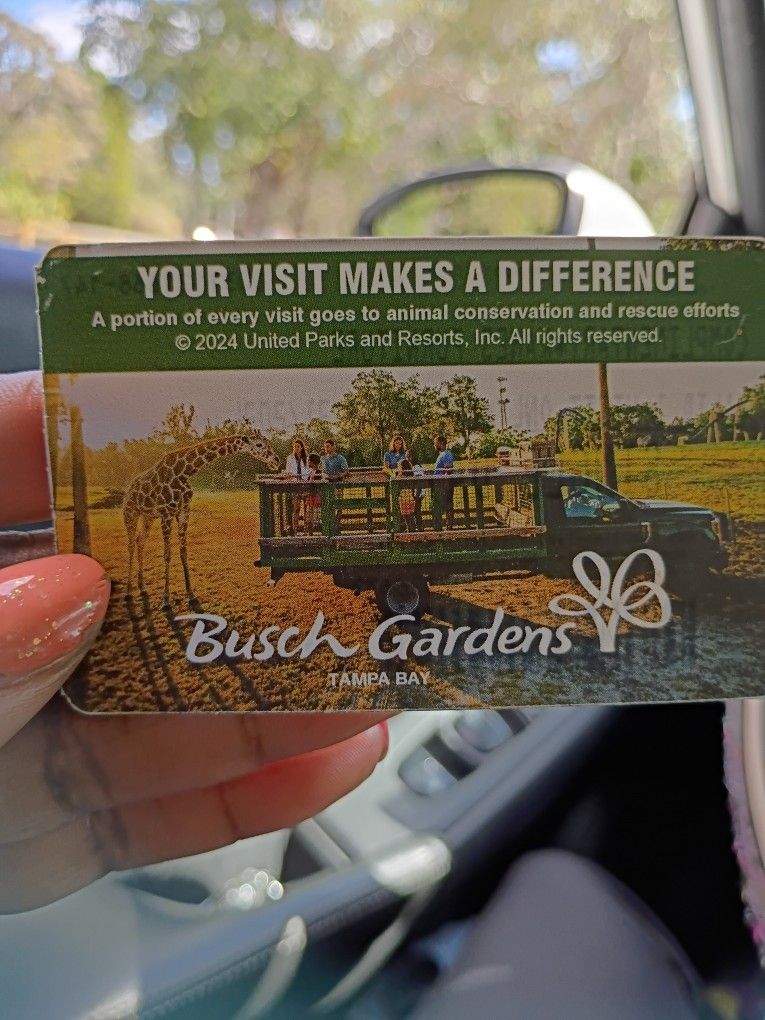 YOUR VISIT MAKES A DIFFERENCE
A portion of every visit goes to animal conservation and rescue efforts
© 2024 United Parks and Resorts, Inc. All rights reserved.
Busch Gardens
TAMPA BAY